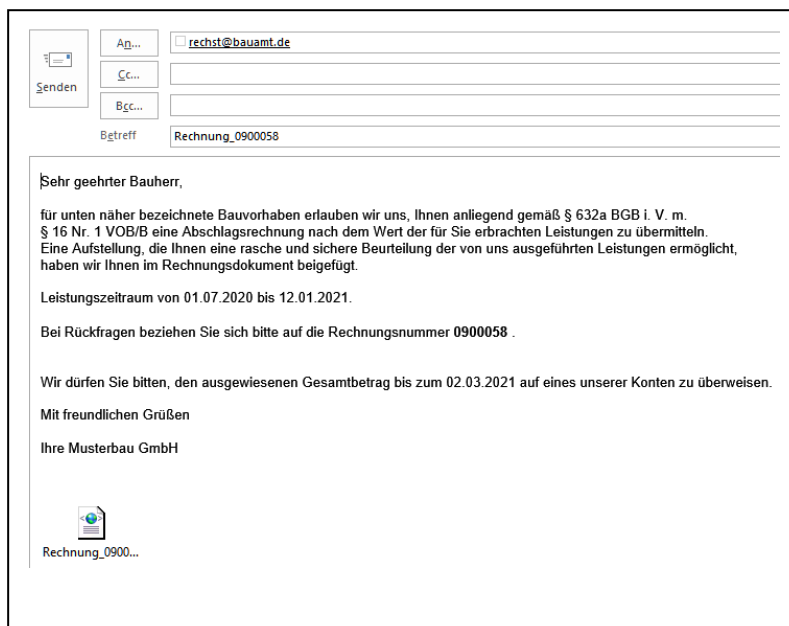 An...
rechst@bauamt.de
Senden
Cc...
Bcc...
Betreff
Rechnung_0900058
Sehr geehrter Bauherr,
für unten näher bezeichnete Bauvorhaben erlauben wir uns, Ihnen anliegend gemäß § 632a BGB i. V. m.
§ 16 Nr. 1 VOB/B eine Abschlagsrechnung nach dem Wert der für Sie erbrachten Leistungen zu übermitteln.
Eine Aufstellung, die Ihnen eine rasche und sichere Beurteilung der von uns ausgeführten Leistungen ermöglicht,
haben wir Ihnen im Rechnungsdokument beigefügt.
Leistungszeitraum von 01.07.2020 bis 12.01.2021.
Bei Rückfragen beziehen Sie sich bitte auf die Rechnungsnummer 0900058 .
Wir dürfen Sie bitten, den ausgewiesenen Gesamtbetrag bis zum 02.03.2021 auf eines unserer Konten zu überweisen.
Mit freundlichen Grüßen
Ihre Musterbau GmbH
Rechnung_0900...